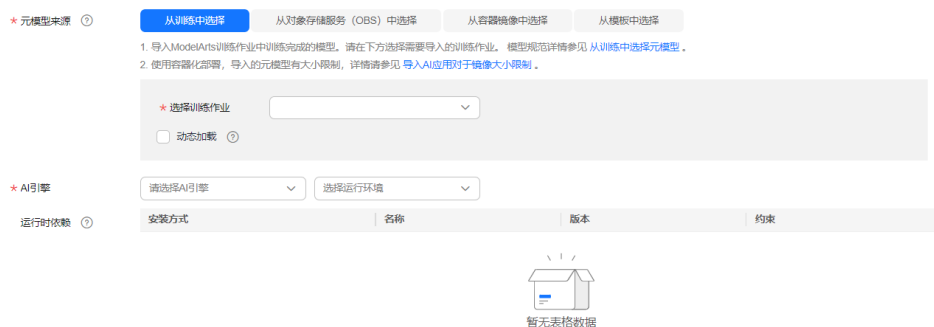 * 元模型来源 ? 从训练中选择 从对象存储服务（OBS）中选择 从容器镜像中选择 从模板中选择
1. 导入ModelArts训练作业中训练完成的模型。请在下方选择需要导入的训练作业。 模型规范详情参见 从训练中选择元模型 。
2. 使用容器化部署，导入的元模型有大小限制，详情请参见 导入AI应用对于镜像大小限制 。
* 选择训练作业
动态加载 ?
* AI引擎 请选择AI引擎 选择运行环境
运行时依赖 ? 安装方式 名称 版本 约束
暂无表格数据